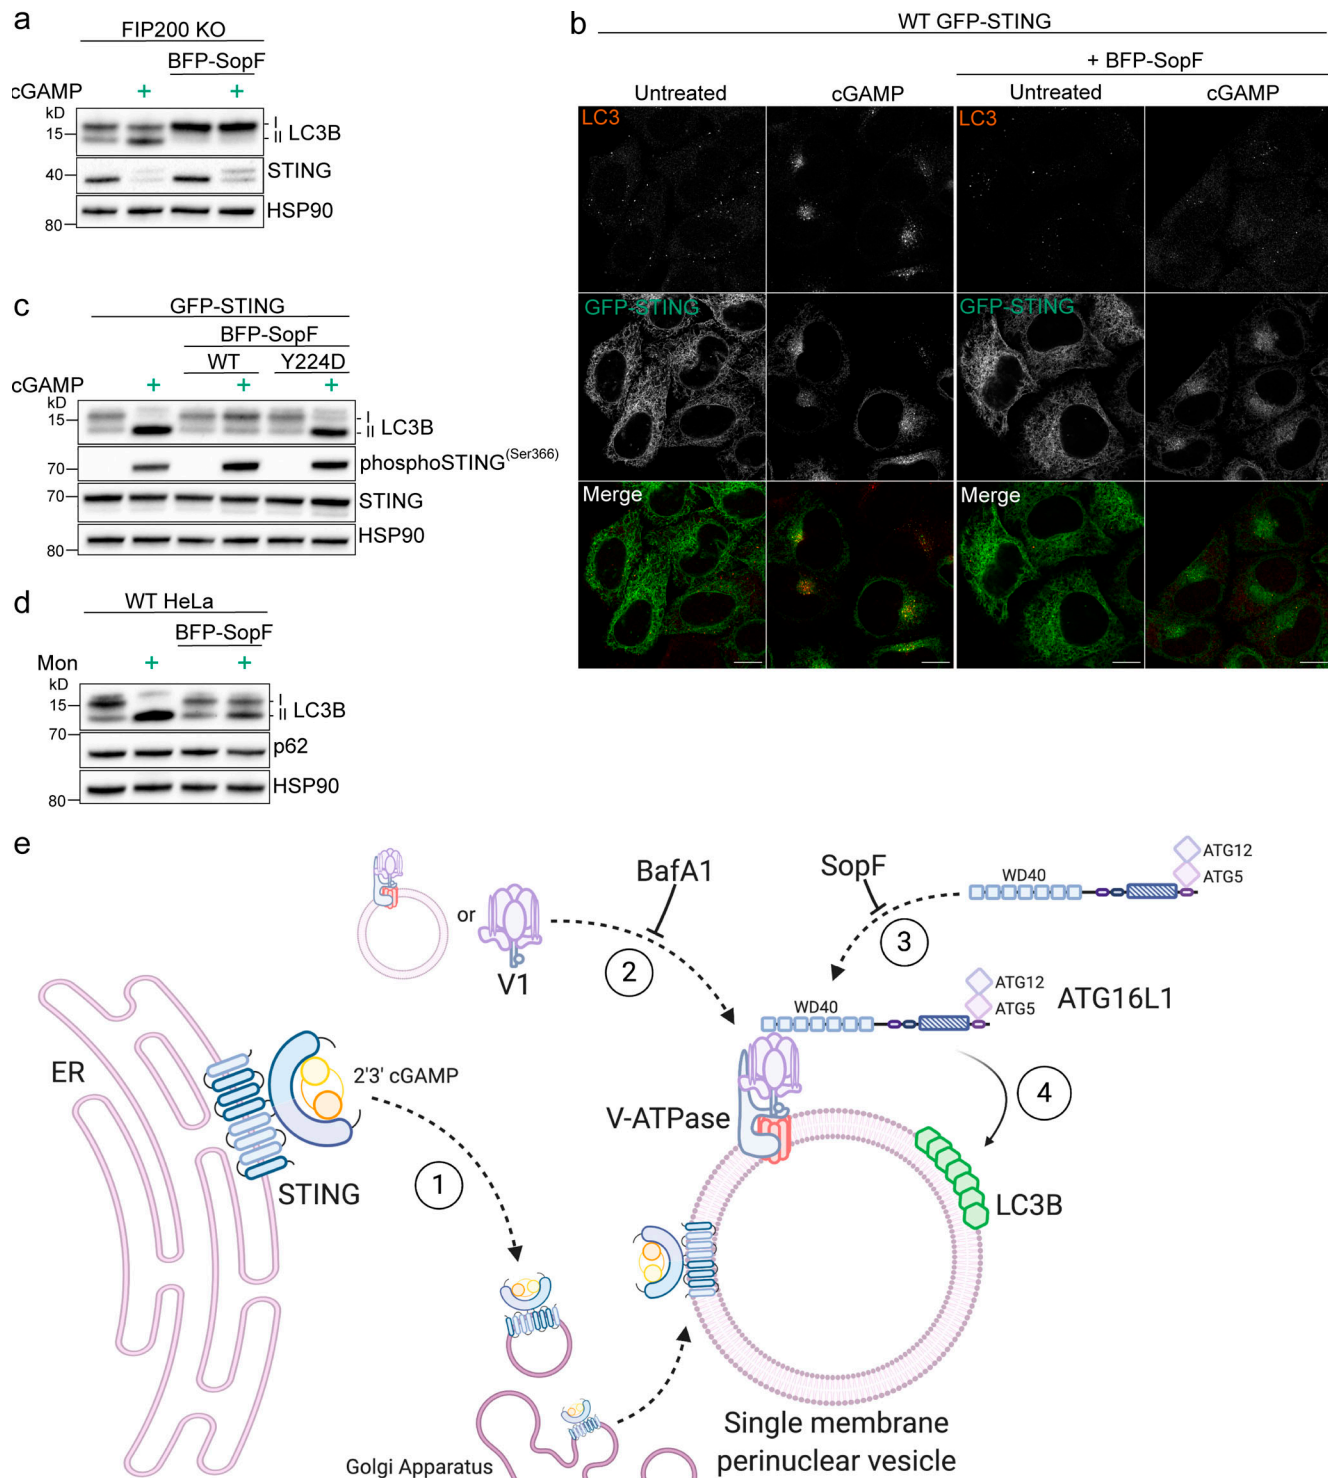 a
FIP200 KO
BFP-SopF
cGAMP + +
kD
15
I
II LC3B
40
STING
HSP90
80
b
WT GFP-STING
+ BFP-SopF
Untreated cGAMP Untreated cGAMP
LC3 LC3
GFP-STING GFP-STING
Merge Merge
c
GFP-STING
BFP-SopF
WT Y224D
cGAMP + + +
kD
15
I
II LC3B
70
phosphoSTING(Ser366)
70
STING
HSP90
80
d
WT HeLa
BFP-SopF
Mon + +
kD
15
I
II LC3B
70
p62
HSP90
80
e
BafA1
SopF
WD40
ATG12
ATG5
or
V1
2
3
WD40
ATG12
ATG5
ATG16L1
ER
2'3' cGAMP
V-ATPase
4
STING
1
LC3B
Single membrane
perinuclear vesicle
Golgi Apparatus